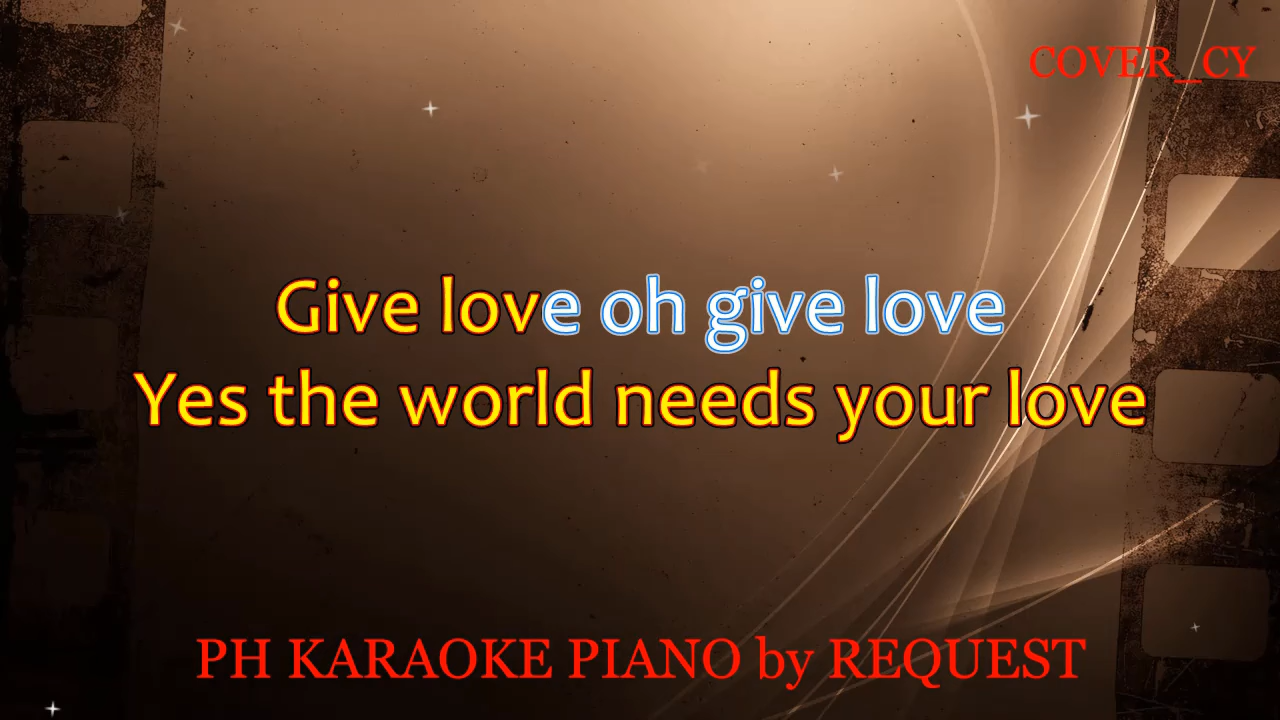 COVER_CY
Give love oh give love
Yes the world needs your love
PH KARAOKE PIANO by REQUEST